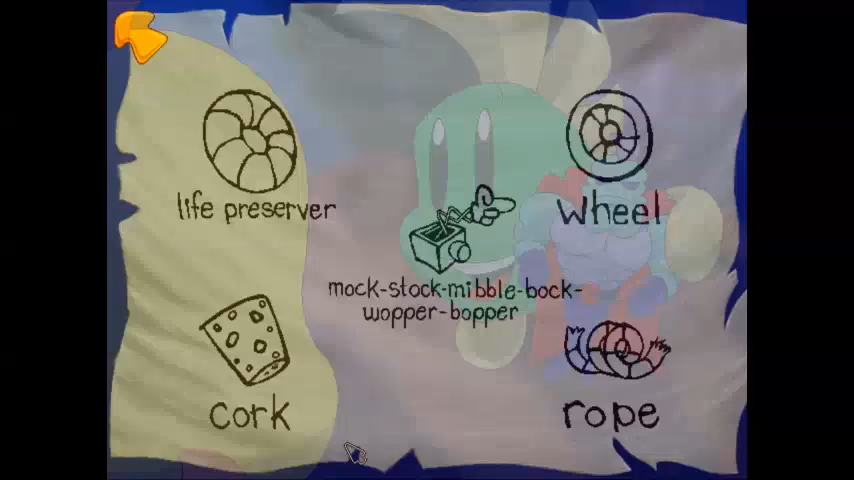 life preserver
wheel
mock-stock-mibble-bock-
wopper-bopper
cork
rope